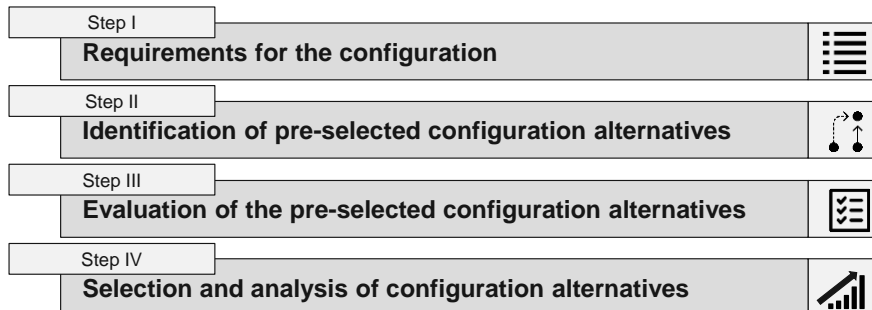 Step I
Requirements for the configuration
Step II
Identification of pre-selected configuration alternatives
Step III
Evaluation of the pre-selected configuration alternatives
Step IV
Selection and analysis of configuration alternatives